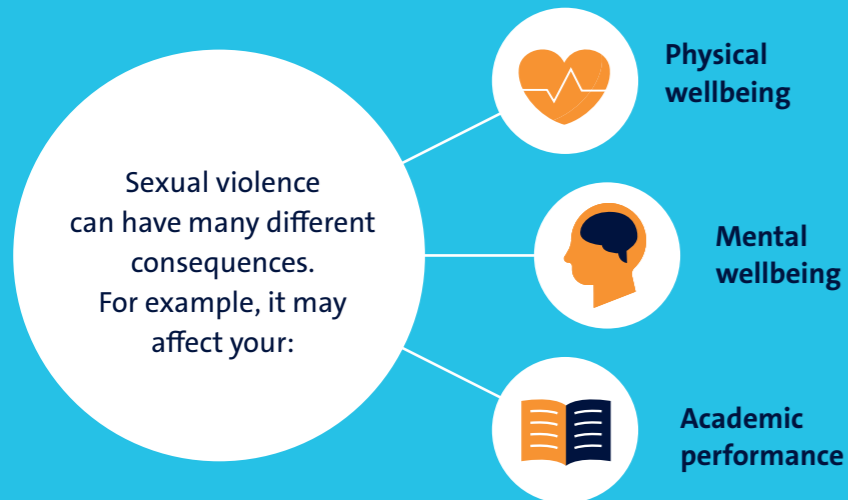 Sexual violence
can have many different
consequences.
For example, it may
affect your:
Physical
wellbeing
Mental
wellbeing
Academic
performance